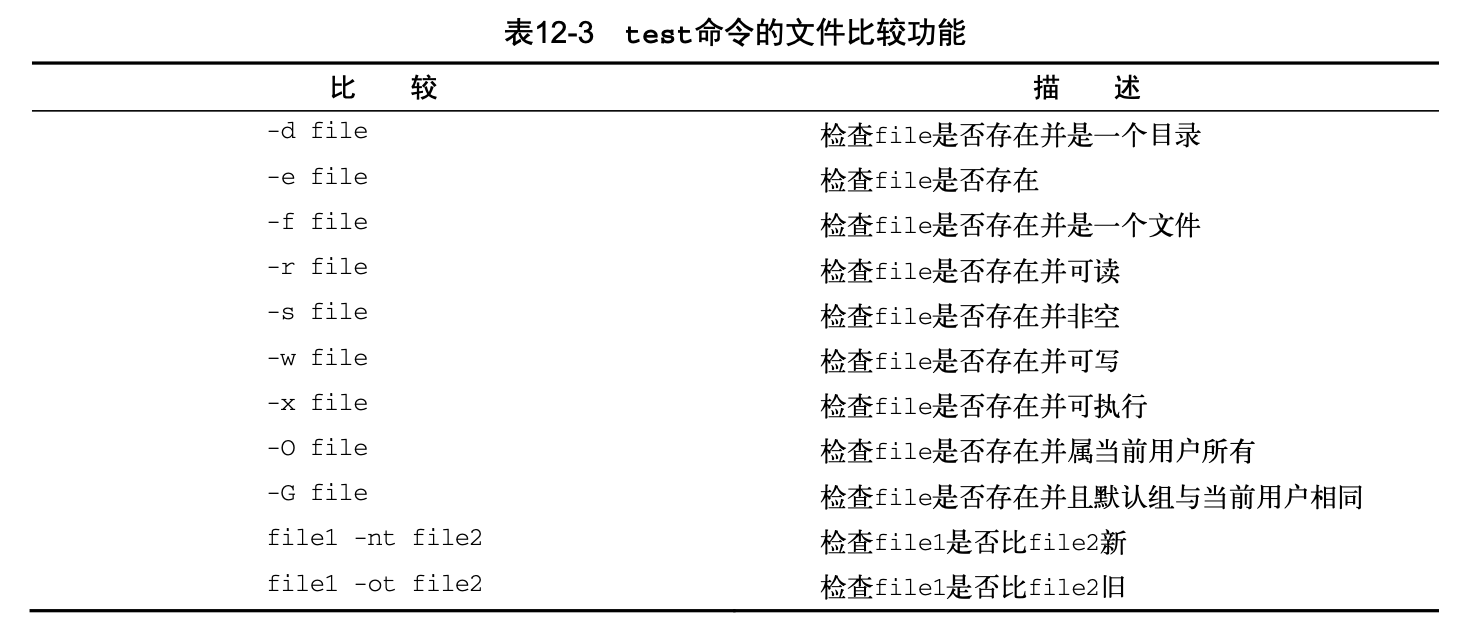 表12-3 test命令的文件比较功能
比 较 描 述
-d file 检查file是否存在并是一个目录
-e file 检查file是否存在
-f file 检查file是否存在并是一个文件
-r file 检查file是否存在并可读
-s file 检查file是否存在并非空
-w file 检查file是否存在并可写
-x file 检查file是否存在并可执行
-O file 检查file是否存在并属当前用户所有
-G file 检查file是否存在并且默认组与当前用户相同
file1 -nt file2 检查file1是否比file2新
file1 -ot file2 检查file1是否比file2旧